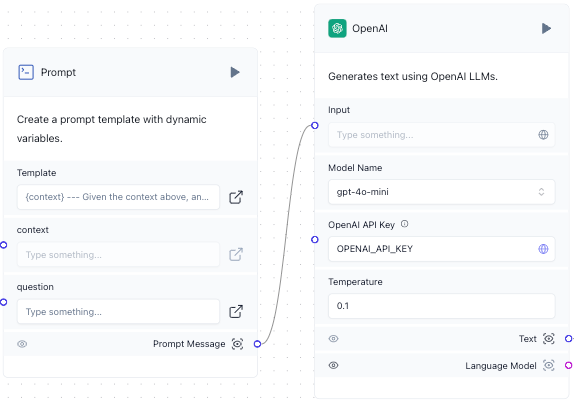 Prompt
Create a prompt template with dynamic
variables.
Template
{context} --- Given the context above, an...
context
Type something...
question
Type something...
Prompt Message
OpenAI
Generates text using OpenAI LLMs.
Input
Type something...
Model Name
gpt-4o-mini
OpenAI API Key
OPENAI_API_KEY
Temperature
0.1
Text
Language Model